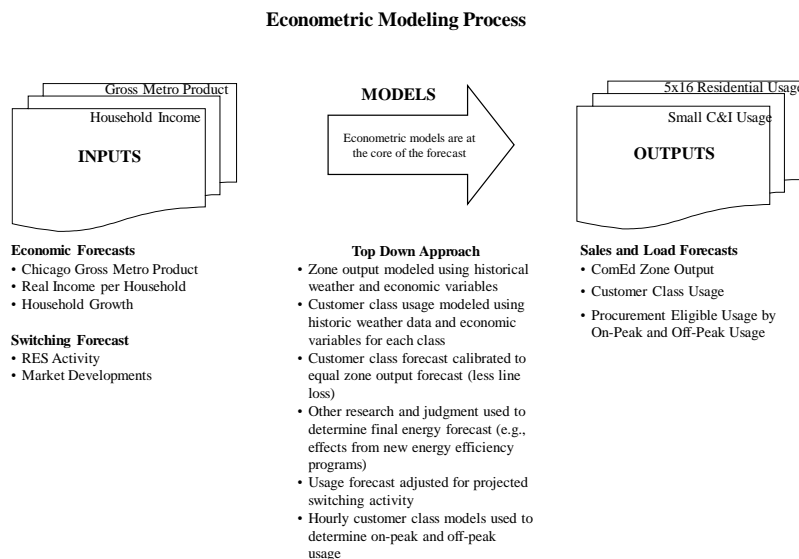 Econometric Modeling Process
Gross Metro Product
Household Income
INPUTS
MODELS
Econometric models are at
the core of the forecast
5x16 Residential Usage
Small C&I Usage
OUTPUTS
Economic Forecasts
• Chicago Gross Metro Product
• Real Income per Household
• Household Growth
Switching Forecast
• RES Activity
• Market Developments
Top Down Approach
• Zone output modeled using historical
weather and economic variables
• Customer class usage modeled using
historic weather data and economic
variables for each class
• Customer class forecast calibrated to
equal zone output forecast (less line
loss)
• Other research and judgment used to
determine final energy forecast (e.g.,
effects from new energy efficiency
programs)
• Usage forecast adjusted for projected
switching activity
• Hourly customer class models used to
determine on-peak and off-peak
usage
Sales and Load Forecasts
• ComEd Zone Output
• Customer Class Usage
• Procurement Eligible Usage by
On-Peak and Off-Peak Usage